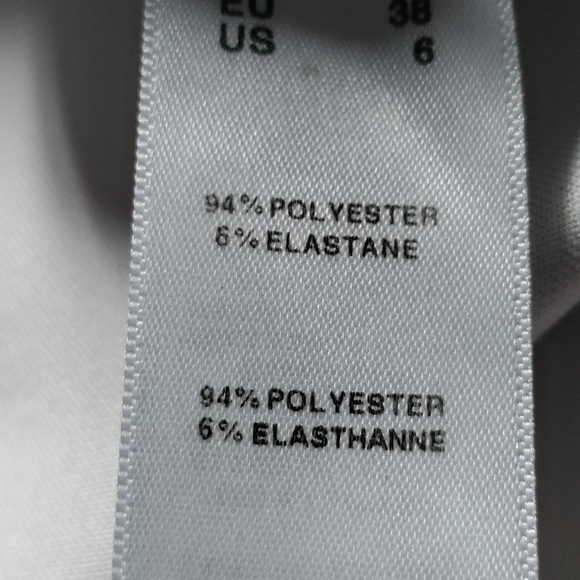 EU 38
US 6
94% POLYESTER
6% ELASTANE
94% POLYESTER
6% ELASTHANNE